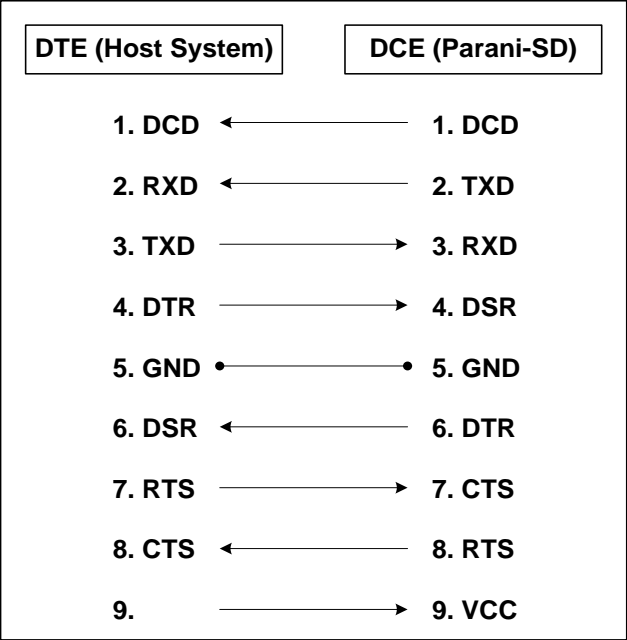 DTE (Host System) DCE (Parani-SD)
1. DCD 1. DCD
2. RXD 2. TXD
3. TXD 3. RXD
4. DTR 4. DSR
5. GND 5. GND
6. DSR 6. DTR
7. RTS 7. CTS
8. CTS 8. RTS
9. 9. VCC